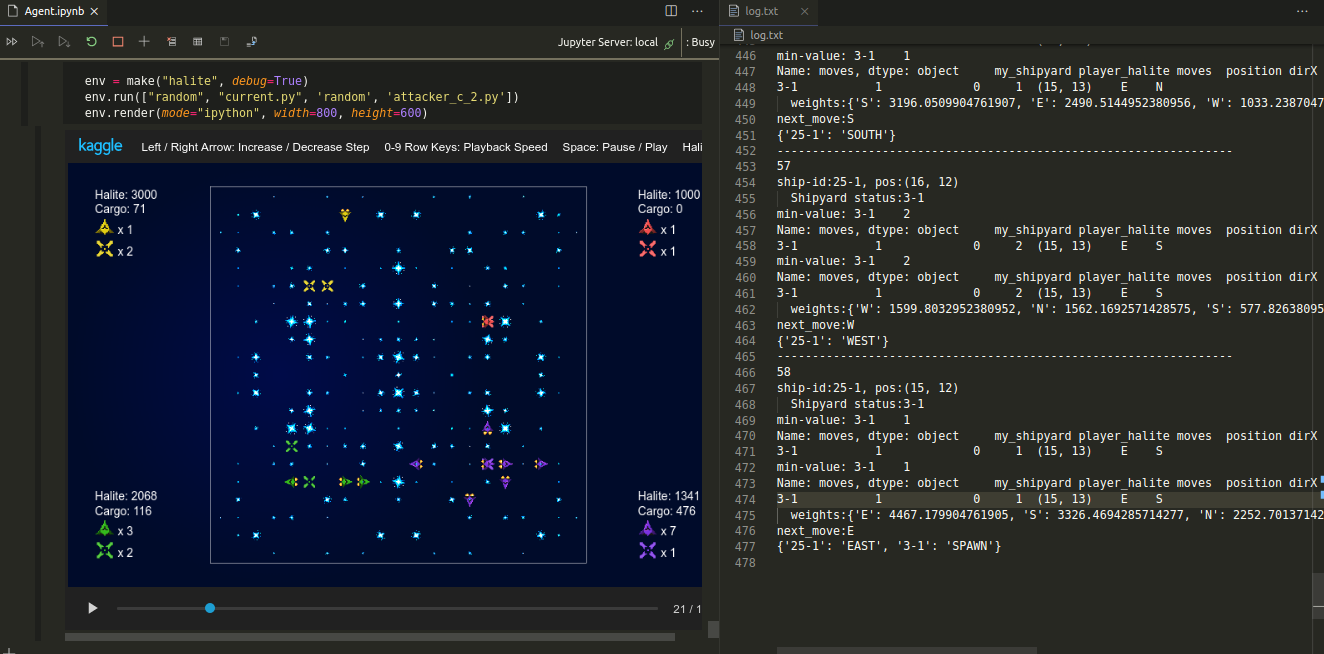 Agent.ipynb
Jupyter Server: local
: Busy
env = make("halite", debug=True)
env.run(["random", "current.py", 'random', 'attacker_c_2.py'])
env.render(mode="ipython", width=800, height=600)
kaggle
Left / Right Arrow: Increase / Decrease Step 0-9 Row Keys: Playback Speed Space: Pause / Play Hali
Halite: 3000
Cargo: 71
x 1
x 2
Halite: 1000
Cargo: 0
x 1
x 1
Halite: 2068
Cargo: 116
x 3
x 2
Halite: 1341
Cargo: 476
x 7
x 1
21 / 1
log.txt
log.txt
446 min-value: 3-1 1
447 Name: moves, dtype: object my_shipyard player_halite moves position dirX
448 3-1 1 0 1 (15, 13) E N
449 weights:{'S': 3196.0509904761907, 'E': 2490.5144952380956, 'W': 1033.2387047
450 next_move:S
451 {'25-1': 'SOUTH'}
452 -----------------------------------------------------------------
453 57
454 ship-id:25-1, pos:(16, 12)
455 Shipyard status:3-1
456 min-value: 3-1 2
457 Name: moves, dtype: object my_shipyard player_halite moves position dirX
458 3-1 1 0 2 (15, 13) E S
459 min-value: 3-1 2
460 Name: moves, dtype: object my_shipyard player_halite moves position dirX
461 3-1 1 0 2 (15, 13) E S
462 weights:{'W': 1599.8032952380952, 'N': 1562.1692571428575, 'S': 577.82638095
463 next_move:W
464 {'25-1': 'WEST'}
465 -----------------------------------------------------------------
466 58
467 ship-id:25-1, pos:(15, 12)
468 Shipyard status:3-1
469 min-value: 3-1 1
470 Name: moves, dtype: object my_shipyard player_halite moves position dirX
471 3-1 1 0 1 (15, 13) E S
472 min-value: 3-1 1
473 Name: moves, dtype: object my_shipyard player_halite moves position dirX
474 3-1 1 0 1 (15, 13) E S
475 weights:{'E': 4467.179904761905, 'S': 3326.4694285714277, 'N': 2252.70137142
476 next_move:E
477 {'25-1': 'EAST', '3-1': 'SPAWN'}
478